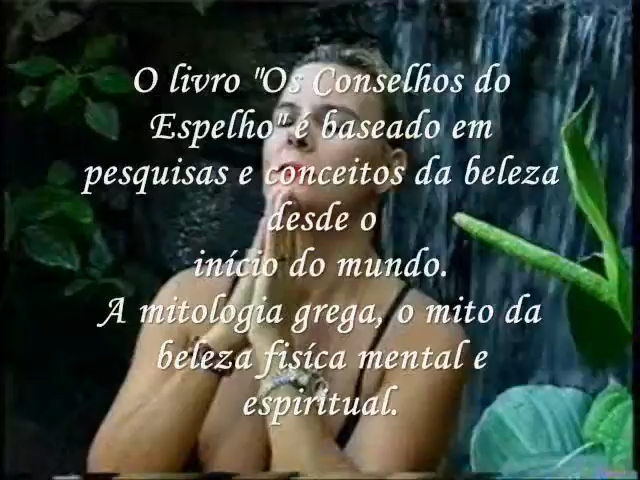 O livro "Os Conselhos do
Espelho" é baseado em
pesquisas e conceitos da beleza
desde o
início do mundo.
A mitologia grega, o mito da
beleza fisíca mental e
espiritual.